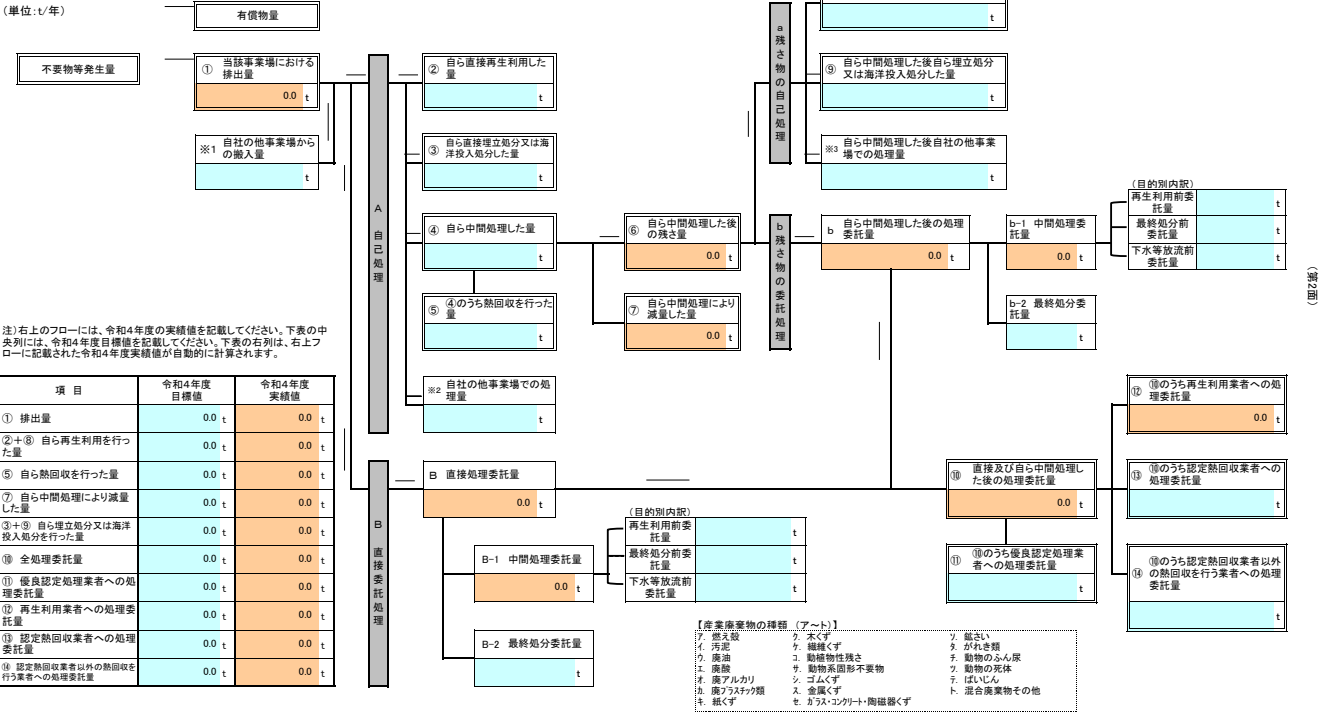 (単位:t/年)
有償物量
t
不要物等発生量
① 当該事業場における
排出量
0.0 t
※1 自社の他事業場から
の搬入量
t
A 自己処理
② 自ら直接再生利用した
量
t
③ 自ら直接埋立処分又は海
洋投入処分した量
t
④ 自ら中間処理した量
t
⑤ ④のうち熱回収を行った
量
t
※2 自社の他事業場での処
理量
t
⑥ 自ら中間処理した後
の残さ量
0.0 t
⑦ 自ら中間処理により
減量した量
0.0 t
a 残さ物の自己処理
⑨ 自ら中間処理した後自ら埋立処分
又は海洋投入処分した量
t
※3 自ら中間処理した後自社の他事業
場での処理量
t
b 残さ物の委託処理
b 自ら中間処理した後の処理
委託量
0.0 t
b-1 中間処理委
託量
0.0 t
(目的別内訳)
再生利用前委
託量
t
最終処分前
委託量
t
下水等放流前
委託量
t
b-2 最終処分委
託量
t
(第2面)
注)右上のフローには、令和4年度の実績値を記載してください。下表の中
央列には、令和4年度目標値を記載してください。下表の右列は、右上フ
ローに記載された令和4年度実績値が自動的に計算されます。
項 目 令和4年度
目標値 令和4年度
実績値
① 排出量 0.0 t 0.0 t
②+⑧ 自ら再生利用を行っ
た量 0.0 t 0.0 t
⑤ 自ら熱回収を行った量 0.0 t 0.0 t
⑦ 自ら中間処理により減量
した量 0.0 t 0.0 t
③+⑨ 自ら埋立処分又は海洋
投入処分を行った量 0.0 t 0.0 t
⑩ 全処理委託量 0.0 t 0.0 t
⑪ 優良認定処理業者への処
理委託量 0.0 t 0.0 t
⑫ 再生利用業者への処理委
託量 0.0 t 0.0 t
⑬ 認定熱回収業者への処理
委託量 0.0 t 0.0 t
⑭ 認定熱回収業者以外の熱回収を
行う業者への処理委託量 0.0 t 0.0 t
B 直接委託処理
B 直接処理委託量
0.0 t
B-1 中間処理委託量
0.0 t
(目的別内訳)
再生利用前委
託量
t
最終処分前委
託量
t
下水等放流前
委託量
t
B-2 最終処分委託量
t
⑩ 直接及び自ら中間処理し
た後の処理委託量
0.0 t
⑪ ⑩のうち優良認定処理業
者への処理委託量
t
⑫ ⑩のうち再生利用業者への処
理委託量
0.0 t
⑬ ⑩のうち認定熱回収業者への
処理委託量
t
⑭ ⑩のうち認定熱回収業者以外
の熱回収を行う業者への処理
委託量
t
【産業廃棄物の種類 (ア~ト)】
ア. 燃え殻 ク. 木くず ソ. 鉱さい
イ. 汚泥 ケ. 繊維くず タ. がれき類
ウ. 廃油 コ. 動植物性残さ チ. 動物のふん尿
エ. 廃酸 サ. 動物系固形不要物 ツ. 動物の死体
オ. 廃アルカリ シ. ゴムくず テ. ばいじん
カ. 廃プラスチック類 ス. 金属くず ト. 混合廃棄物その他
キ. 紙くず セ. ガラス・コンクリート・陶磁器くず